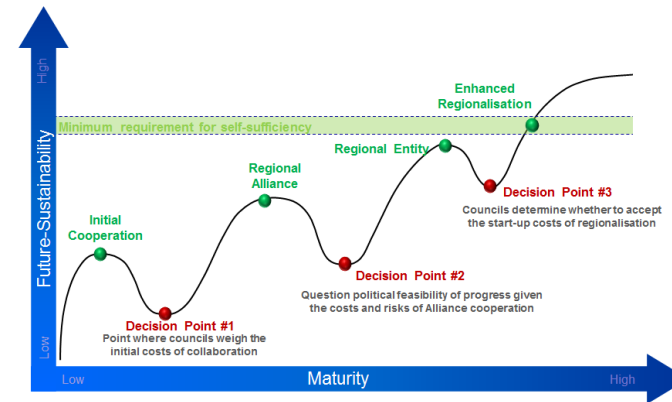 High
Future-Sustainability
Low
Enhanced
Regionalisation
Minimum requirement for self-sufficiency
Regional Entity
Regional
Alliance
Decision Point #3
Councils determine whether to accept
the start-up costs of regionalisation
Initial
Cooperation
Decision Point #2
Question political feasibility of progress given
the costs and risks of Alliance cooperation
Decision Point #1
Point where councils weigh the
initial costs of collaboration
Low
Maturity
High